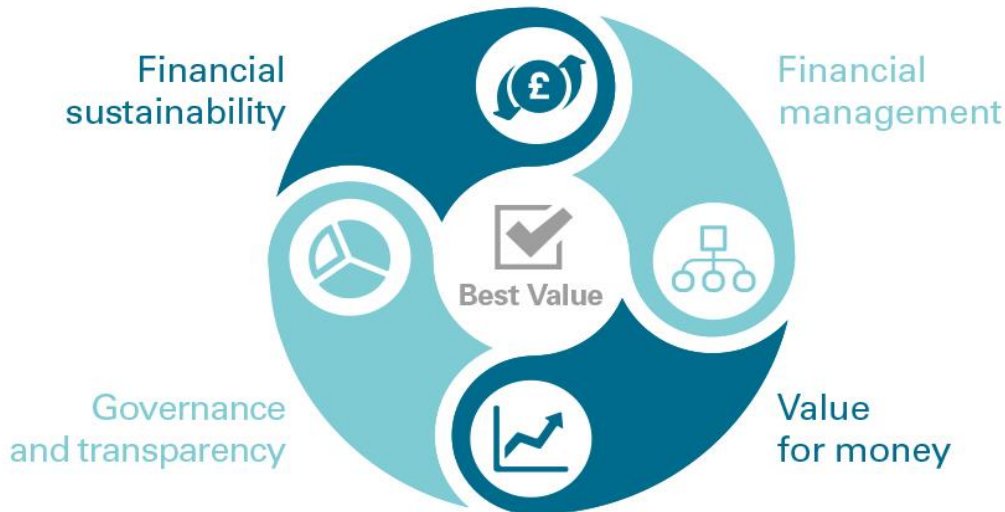 Financial
sustainability
Financial
management
£
Best Value
Governance
and transparency
Value
for money